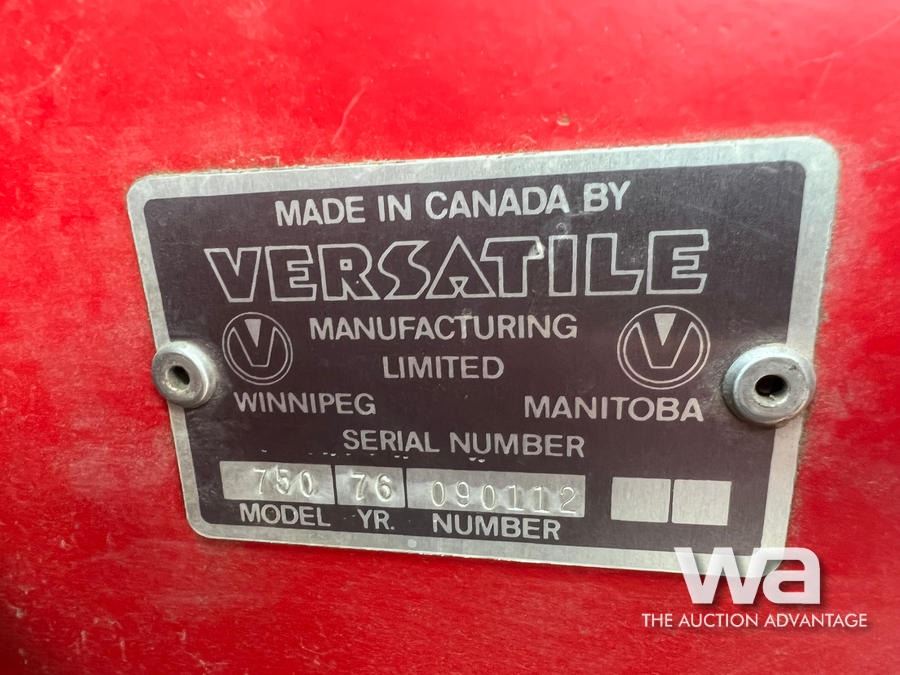 MADE IN CANADA BY
VERSATILE
MANUFACTURING
LIMITED
WINNIPEG MANITOBA
SERIAL NUMBER
750 76 090112
MODEL YR. NUMBER
wa
THE AUCTION ADVANTAGE